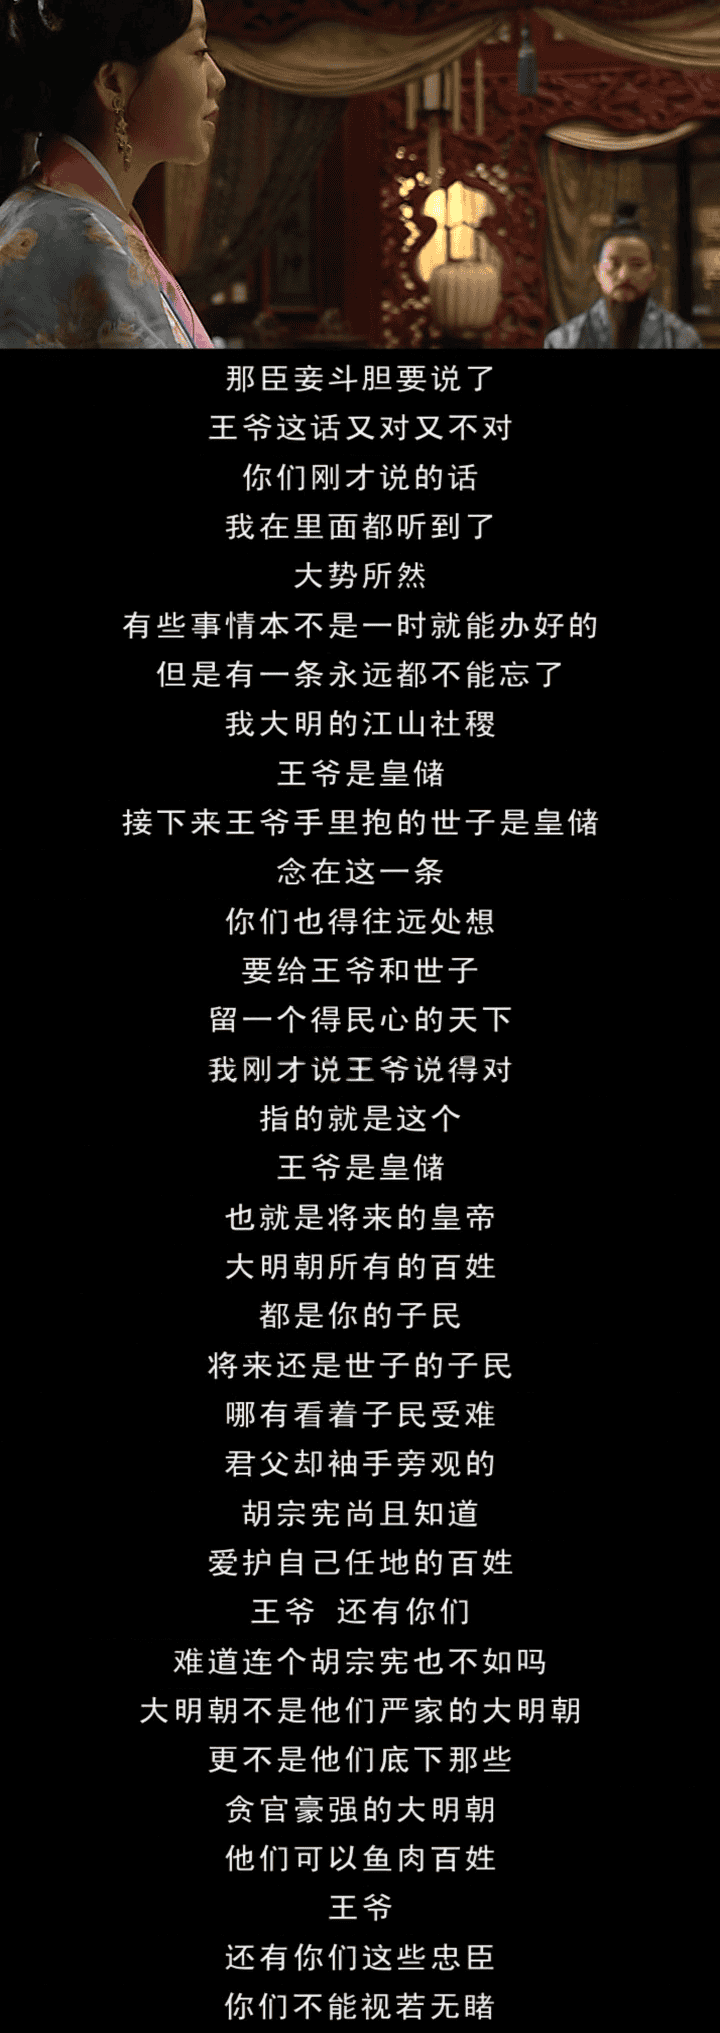 那臣妾斗胆要说了
王爷这话又对又不对
你们刚才说的话
我在里面都听到了
大势所然
有些事情本不是一时就能办好的
但是有一条永远都不能忘了
我大明的江山社稷
王爷是皇储
接下来王爷手里抱的世子是皇储
念在这一条
你们也得往远处想
要给王爷和世子
留一个得民心的天下
我刚才说王爷说得对
指的就是这个
王爷是皇储
也就是将来的皇帝
大明朝所有的百姓
都是你的子民
将来还是世子的子民
哪有看着子民受难
君父却袖手旁观的
胡宗宪尚且知道
爱护自己任地的百姓
王爷 还有你们
难道连个胡宗宪也不如吗
大明朝不是他们严家的大明朝
更不是他们底下那些
贪官豪强的大明朝
他们可以鱼肉百姓
王爷
还有你们这些忠臣
你们不能视若无睹